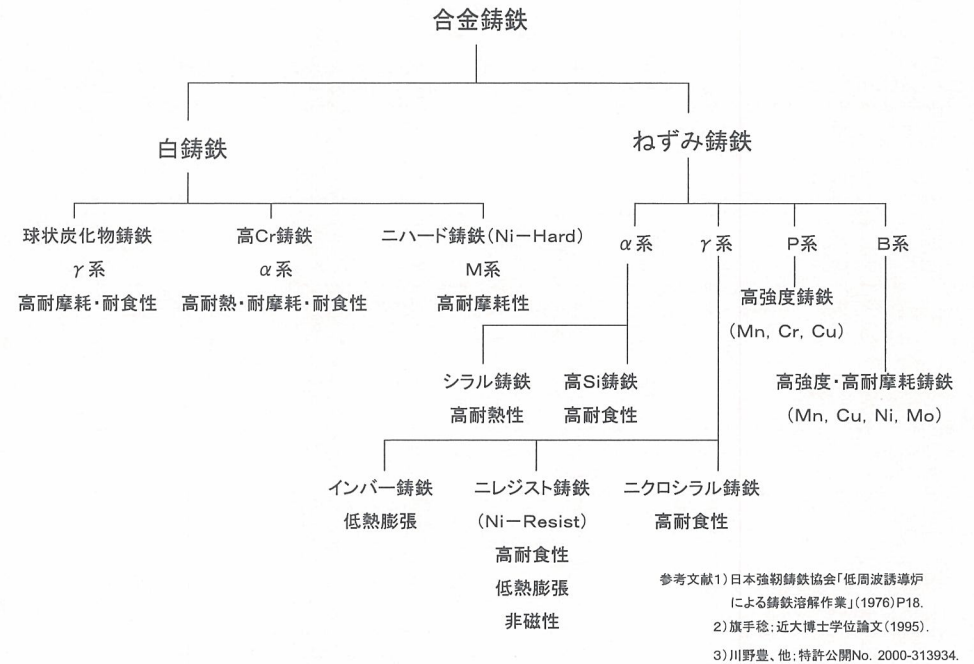 合金鋳鉄
白鋳鉄
ねずみ鋳鉄
球状炭化物鋳鉄
γ系
高耐摩耗・耐食性
高Cr鋳鉄
α系
高耐熱・耐摩耗・耐食性
ニハード鋳鉄(Ni－Hard)
M系
高耐摩耗性
α系
γ系
P系
B系
高強度鋳鉄
(Mn, Cr, Cu)
高強度・高耐摩耗鋳鉄
(Mn, Cu, Ni, Mo)
シラル鋳鉄
高耐熱性
高Si鋳鉄
高耐食性
インバー鋳鉄
低熱膨張
ニレジスト鋳鉄
(Ni－Resist)
高耐食性
低熱膨張
非磁性
ニクロシラル鋳鉄
高耐食性
参考文献1)日本強靭鋳鉄協会「低周波誘導炉
による鋳鉄溶解作業」(1976)P18.
2)旗手稔;近大博士学位論文(1995).
3)川野豊、他;特許公開No. 2000-313934.